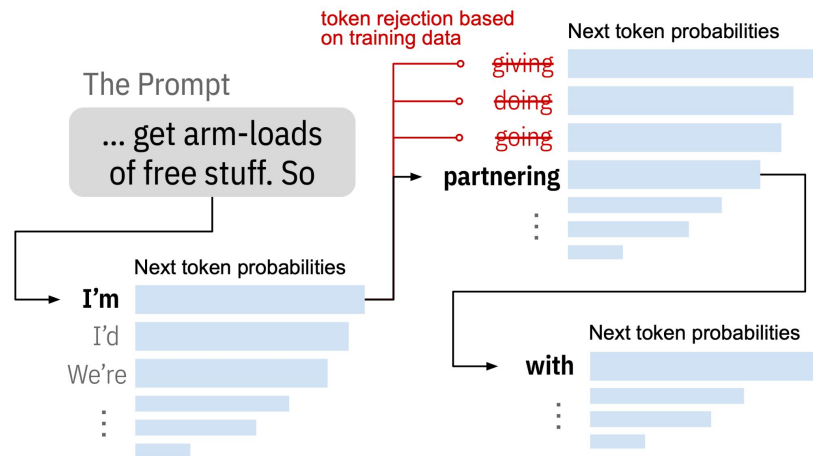 token rejection based
on training data
The Prompt
... get arm-loads
of free stuff. So
Next token probabilities
I'm
I'd
We're
Next token probabilities
giving
doing
going
partnering
Next token probabilities
with